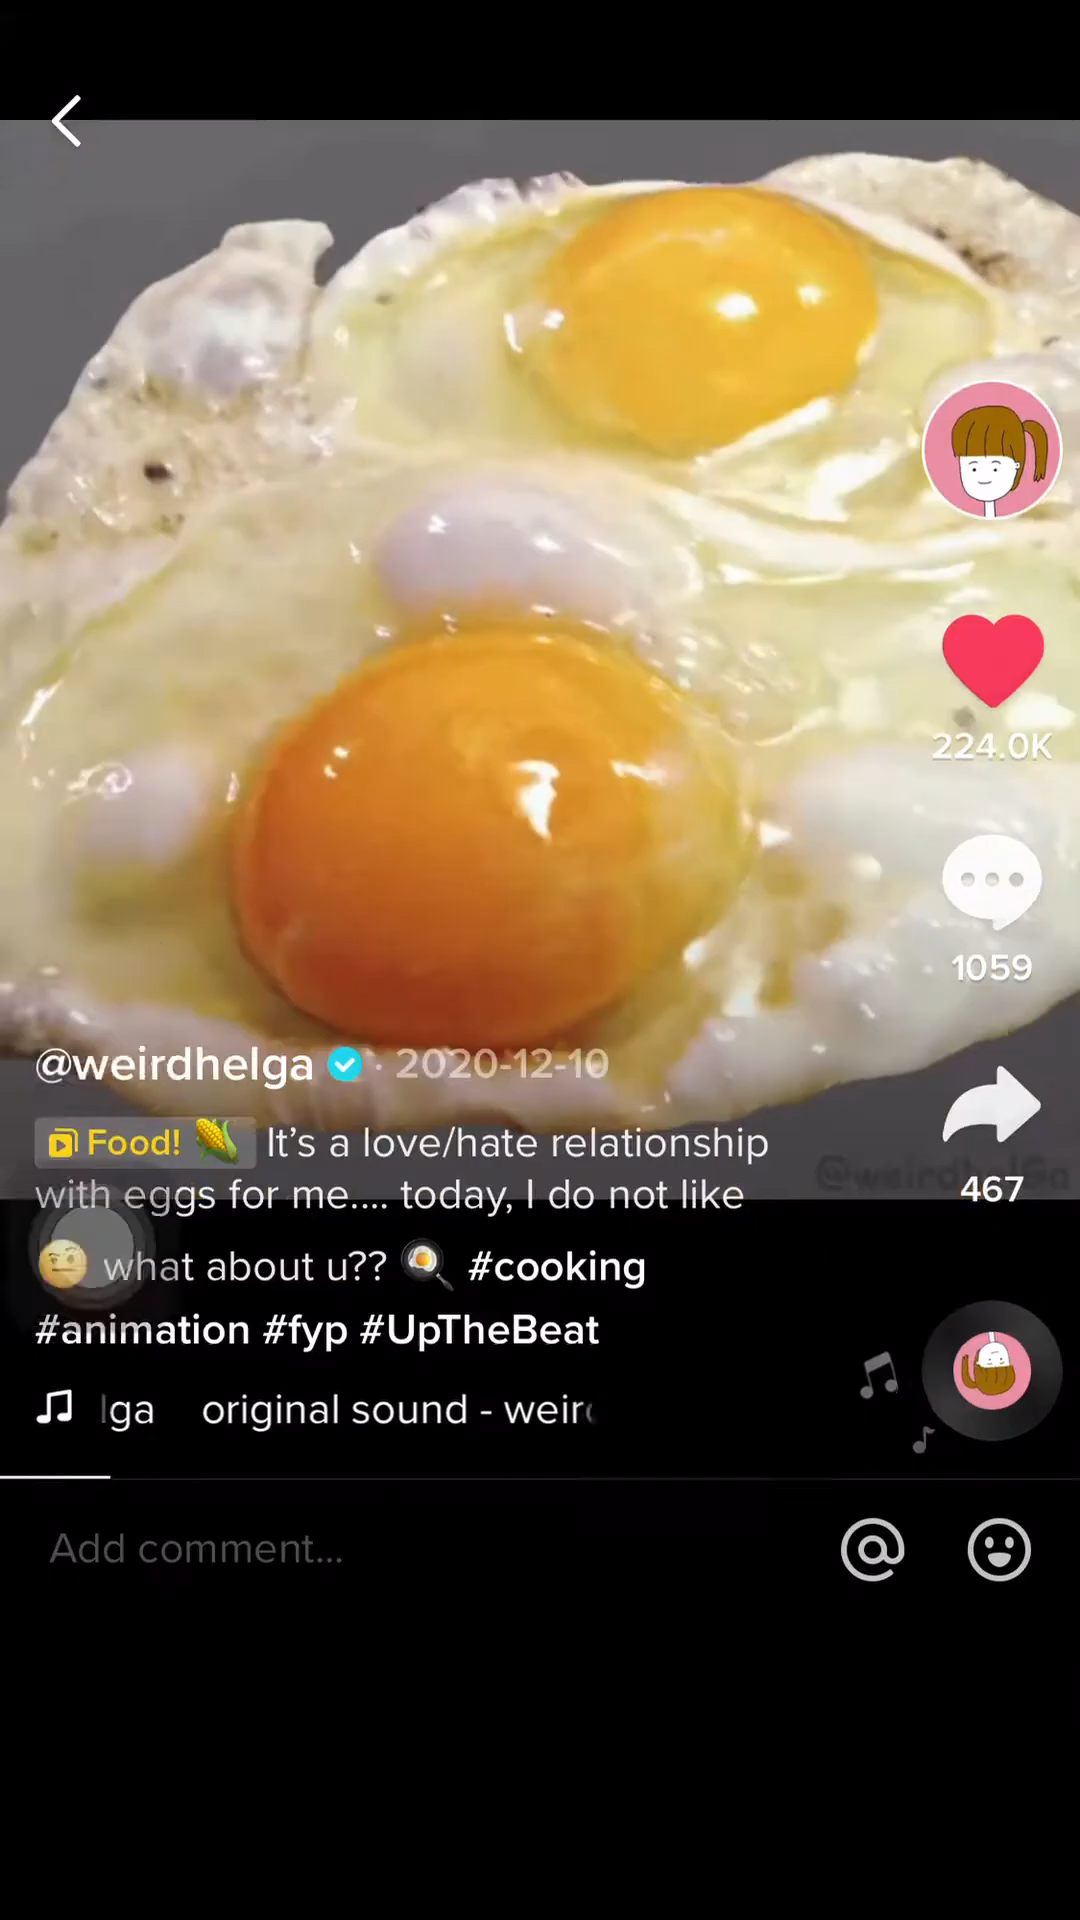 224.0K
1059
@weirdhelga · 2020-12-10
Food! 🌽 It’s a love/hate relationship
with eggs for me.... today, I do not like
🤨 what about u?? 🍳 #cooking
#animation #fyp #UpTheBeat
@weirdhelga
467
lga original sound - weir
Add comment...